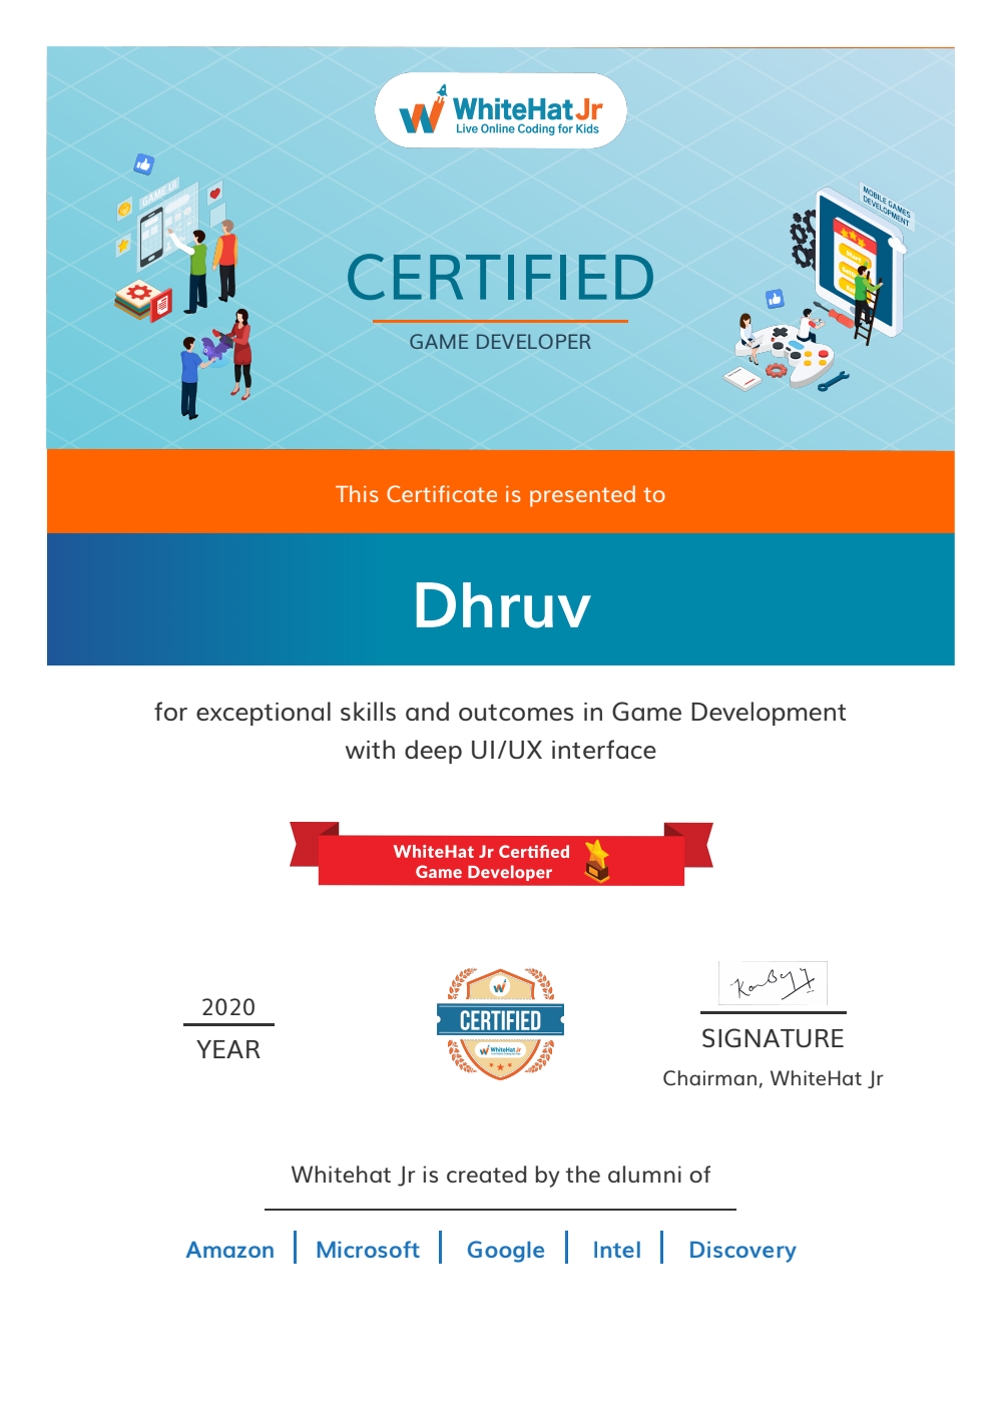 WhiteHat Jr
Live Online Coding for Kids
GAME UI
MOBILE GAMES
DEVELOPMENT
CERTIFIED
GAME DEVELOPER
This Certificate is presented to
Dhruv
for exceptional skills and outcomes in Game Development
with deep UI/UX interface
WhiteHat Jr Certified
Game Developer
2020
YEAR
CERTIFIED
WhiteHat Jr
SIGNATURE
Chairman, WhiteHat Jr
Whitehat Jr is created by the alumni of
Amazon | Microsoft | Google | Intel | Discovery